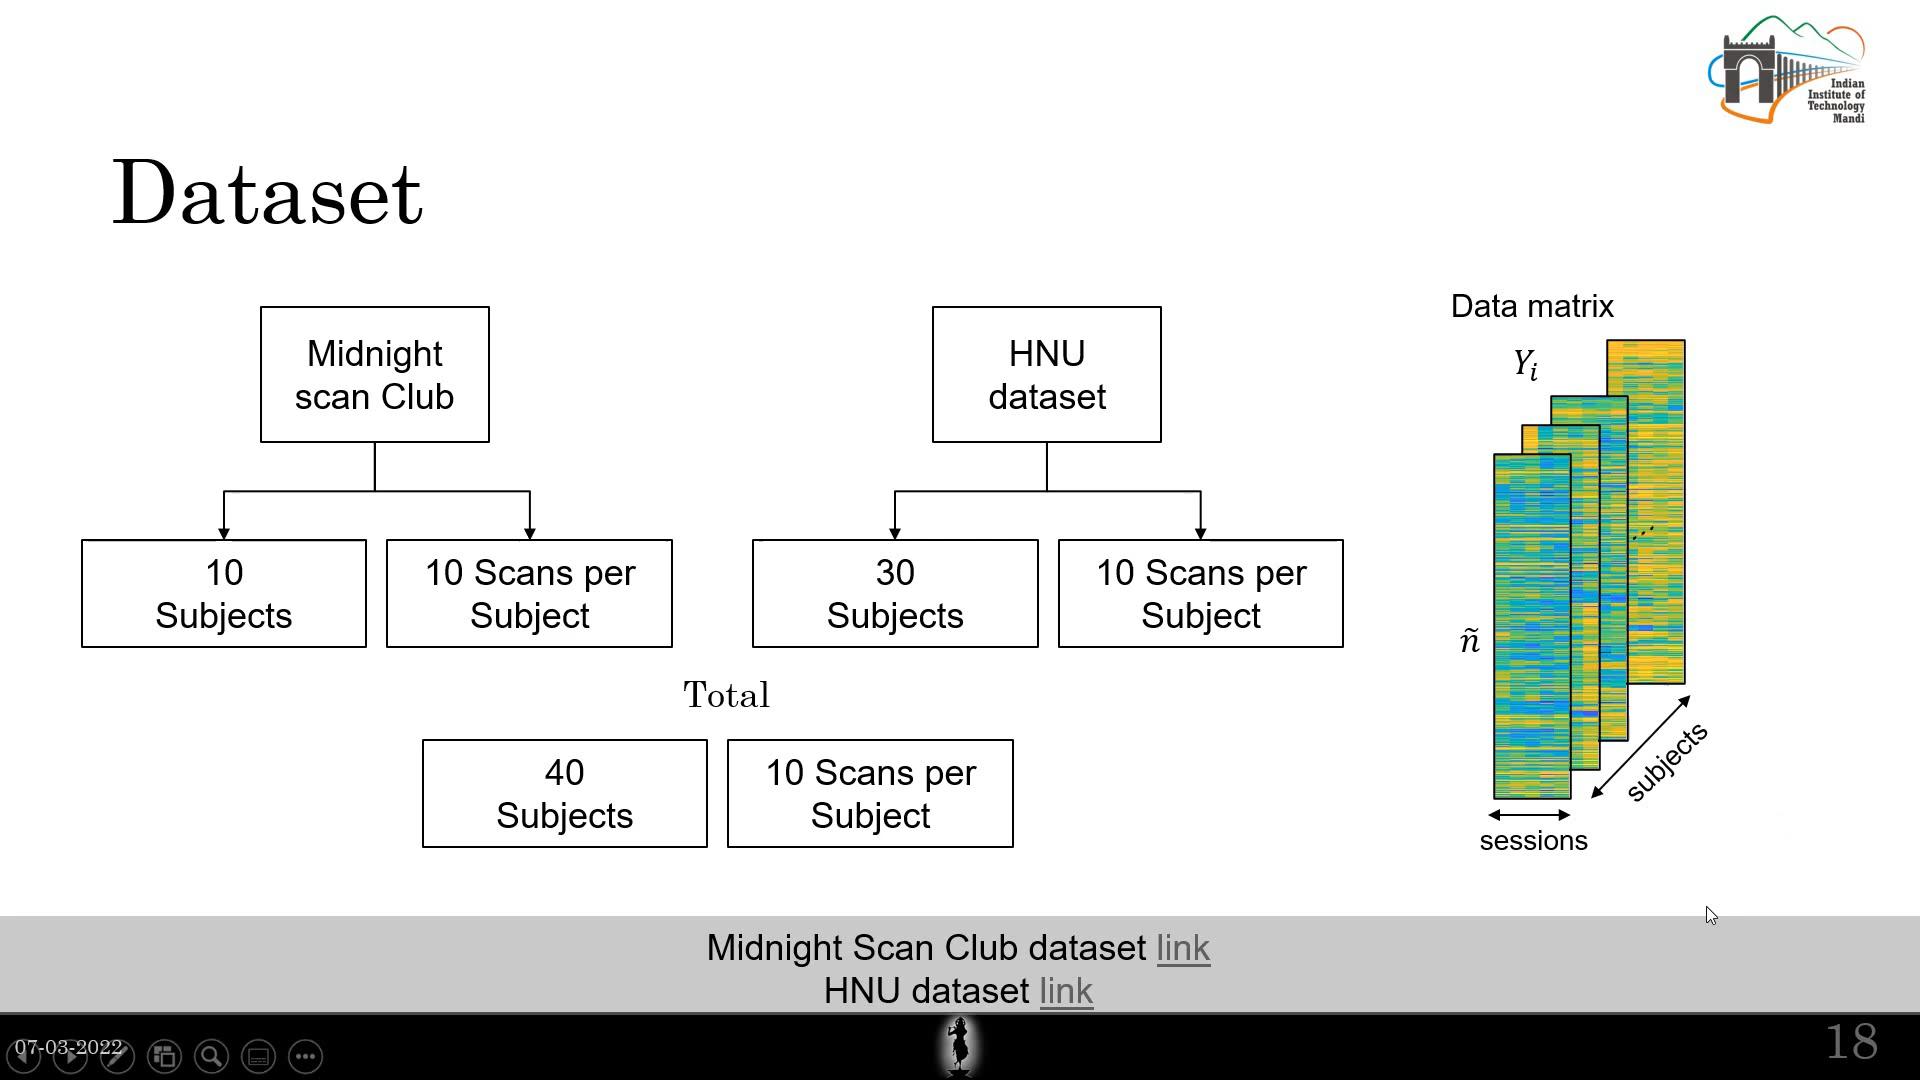 Indian
Institute of
Technology
Mandi
Dataset
Midnight
scan Club
10
Subjects
10 Scans per
Subject
HNU
dataset
30
Subjects
10 Scans per
Subject
Total
40
Subjects
10 Scans per
Subject
Data matrix
Yᵢ
ñ
...
subjects
sessions
Midnight Scan Club dataset link
HNU dataset link
07-03-2022
18